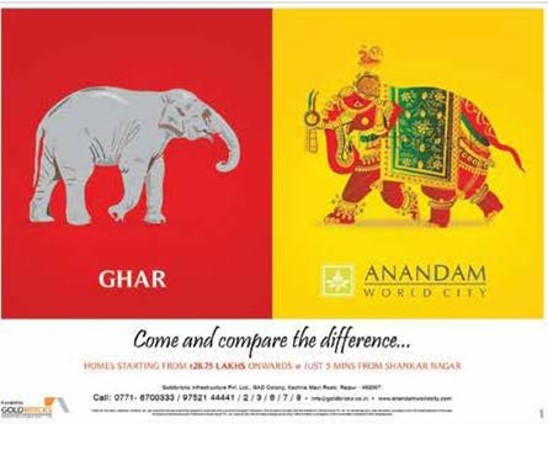 GHAR
ANANDAM
WORLD CITY
Come and compare the difference...
HOMES STARTING FROM ₹28.75 LAKHS ONWARDS @ JUST 5 MINS FROM SHANKAR NAGAR
Goldbricks Infrastructure Pvt. Ltd., GAD Colony, Kachna Main Road, Raipur - 492007
Call: 0771- 6700333 / 97521 44441 / 2 / 3 / 6 / 7 / 8 • info@goldbricks.co.in • www.anandamworldcity.com
GOLDBRICKS